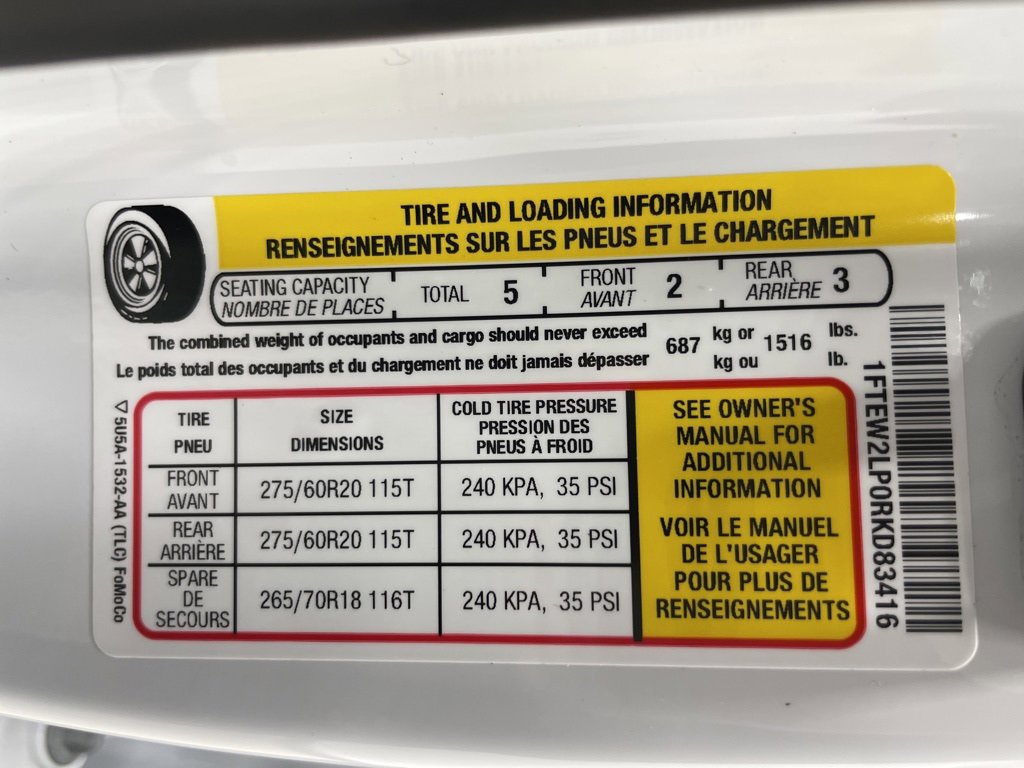 TIRE AND LOADING INFORMATION
RENSEIGNEMENTS SUR LES PNEUS ET LE CHARGEMENT
SEATING CAPACITY TOTAL 5 FRONT 2 REAR 3
NOMBRE DE PLACES AVANT ARRIÈRE
The combined weight of occupants and cargo should never exceed 687 kg or 1516 lbs.
Le poids total des occupants et du chargement ne doit jamais dépasser kg ou lb.
TIRE SIZE COLD TIRE PRESSURE
PNEU DIMENSIONS PRESSION DES
PNEUS À FROID
FRONT
AVANT 275/60R20 115T 240 KPA, 35 PSI
REAR
ARRIÈRE 275/60R20 115T 240 KPA, 35 PSI
SPARE
DE
SECOURS 265/70R18 116T 240 KPA, 35 PSI
SEE OWNER'S
MANUAL FOR
ADDITIONAL
INFORMATION
VOIR LE MANUEL
DE L'USAGER
POUR PLUS DE
RENSEIGNEMENTS
5U5A-1532-AA (TLC) FoMoCo
1FTEW2LP0RKD83416